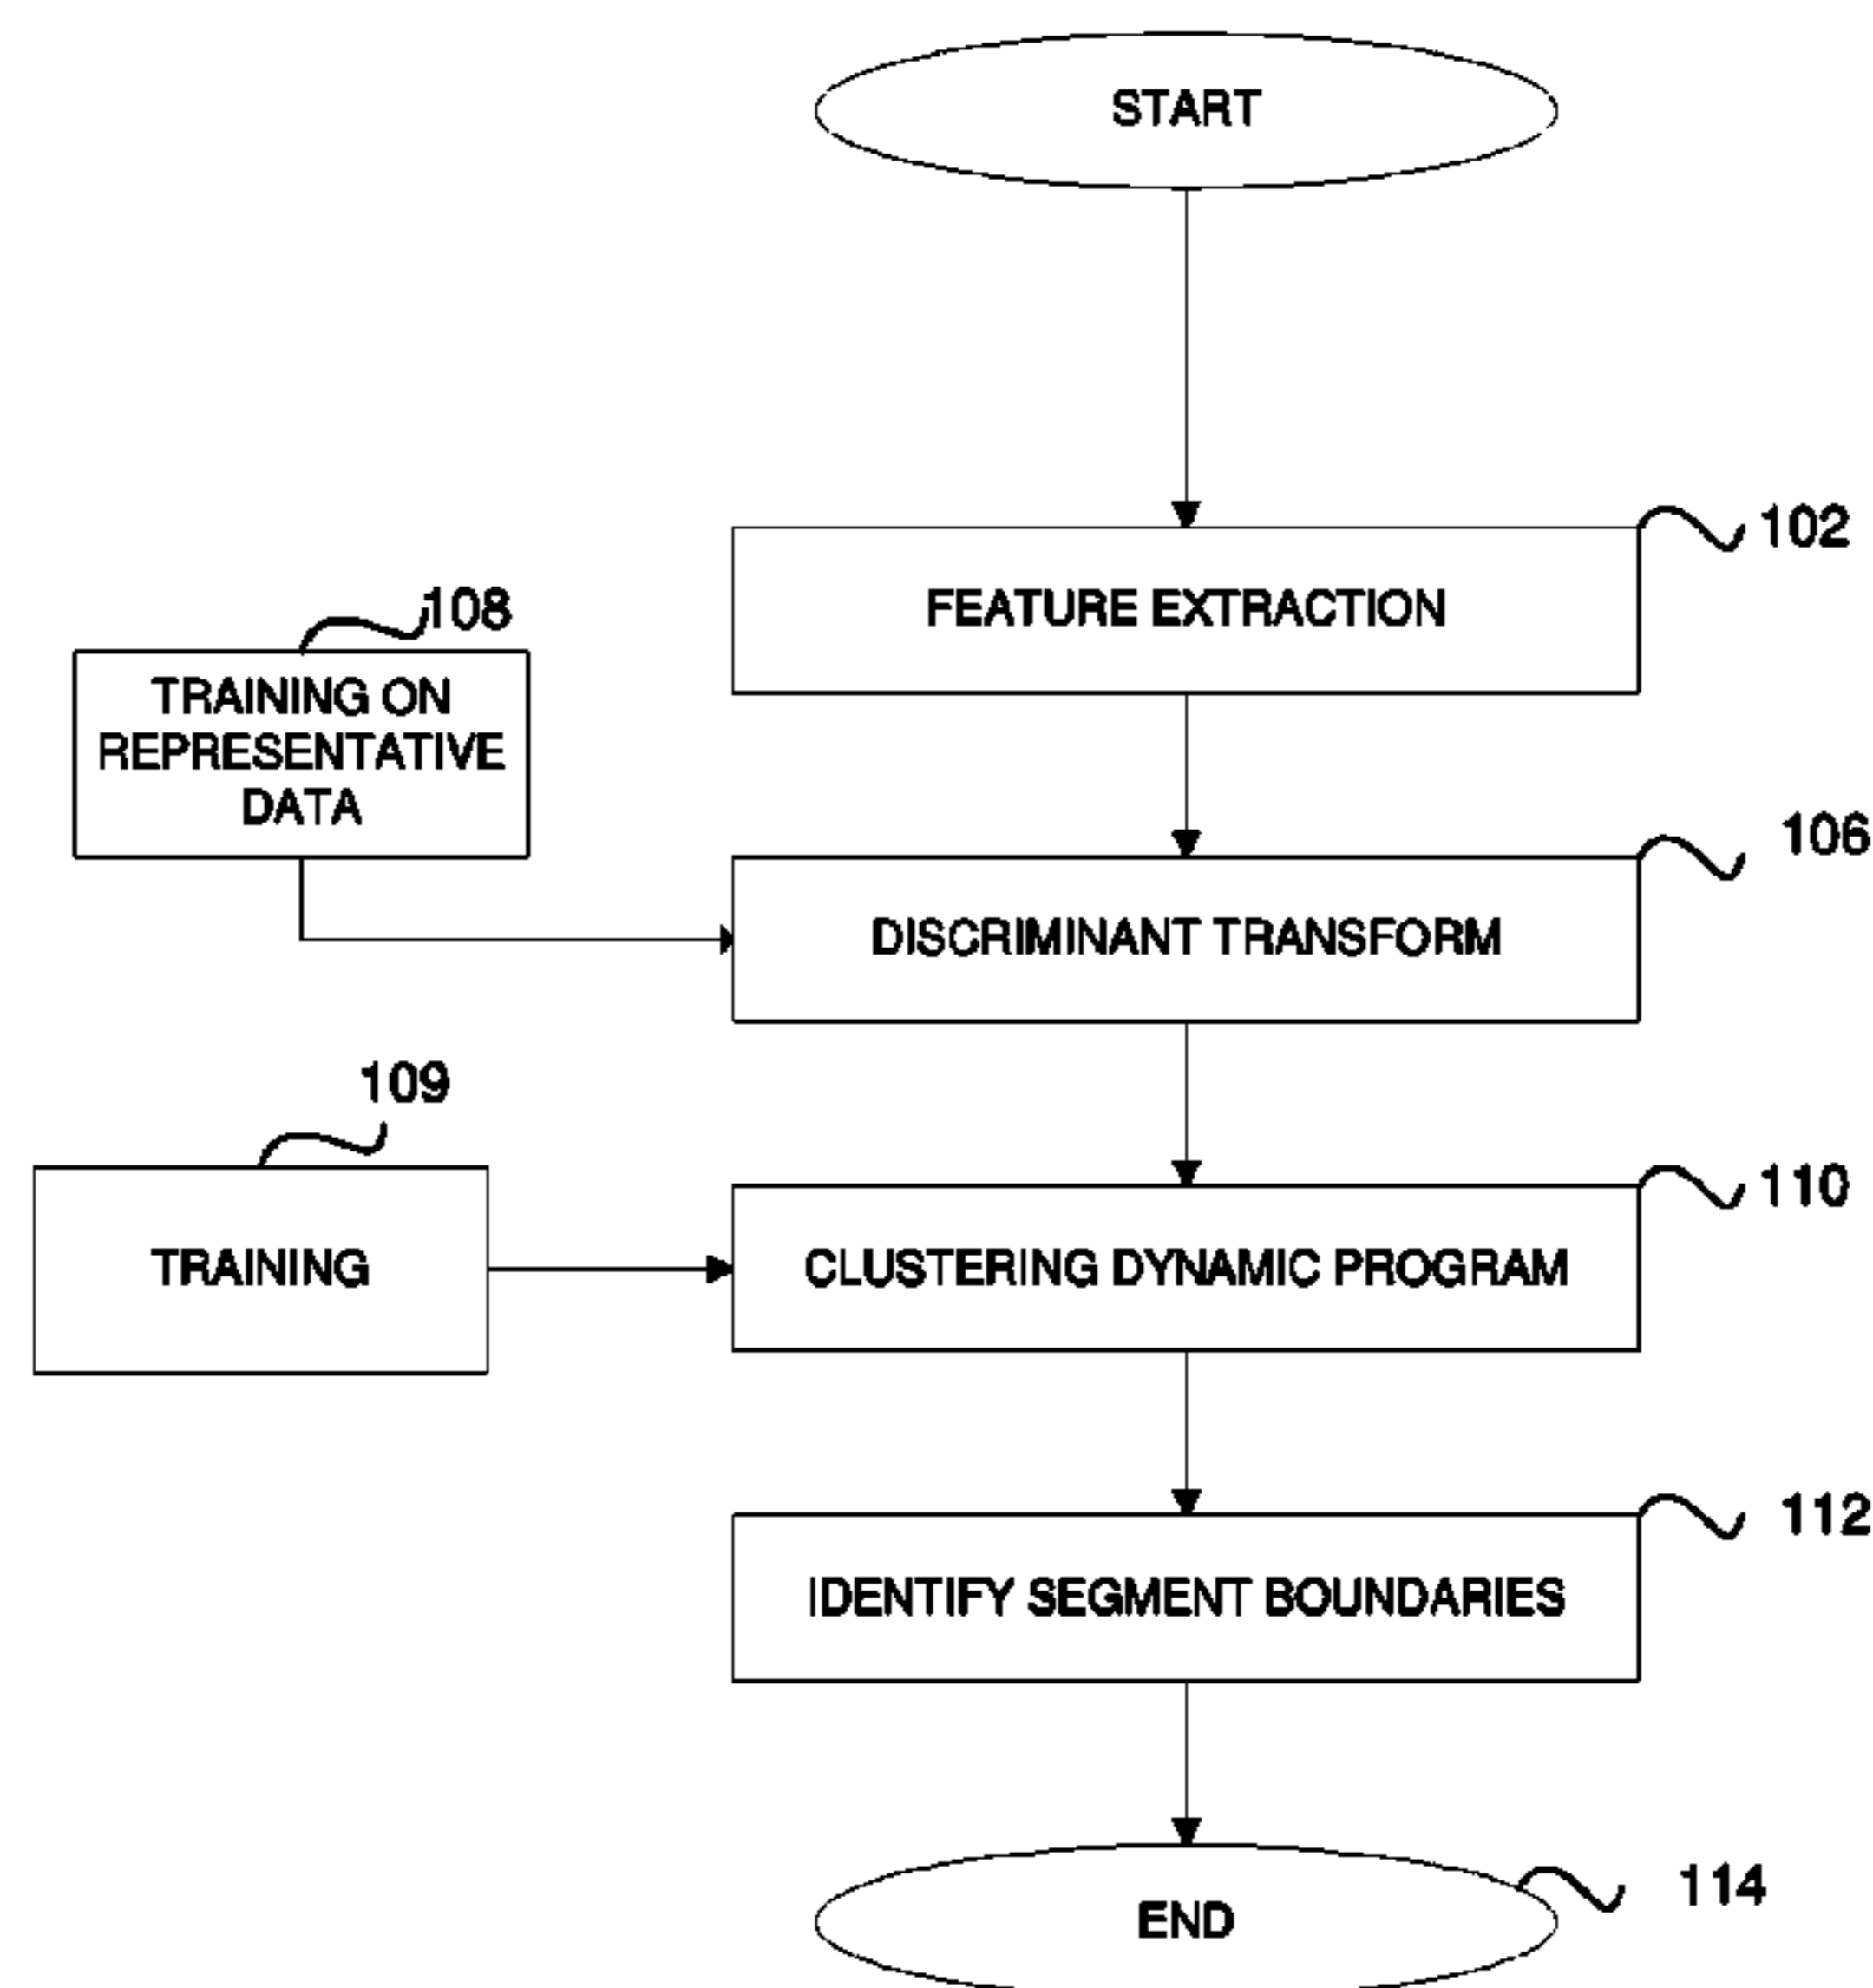 START
102
FEATURE EXTRACTION
108
TRAINING ON
REPRESENTATIVE
DATA
106
DISCRIMINANT TRANSFORM
109
TRAINING
110
CLUSTERING DYNAMIC PROGRAM
112
IDENTIFY SEGMENT BOUNDARIES
114
END